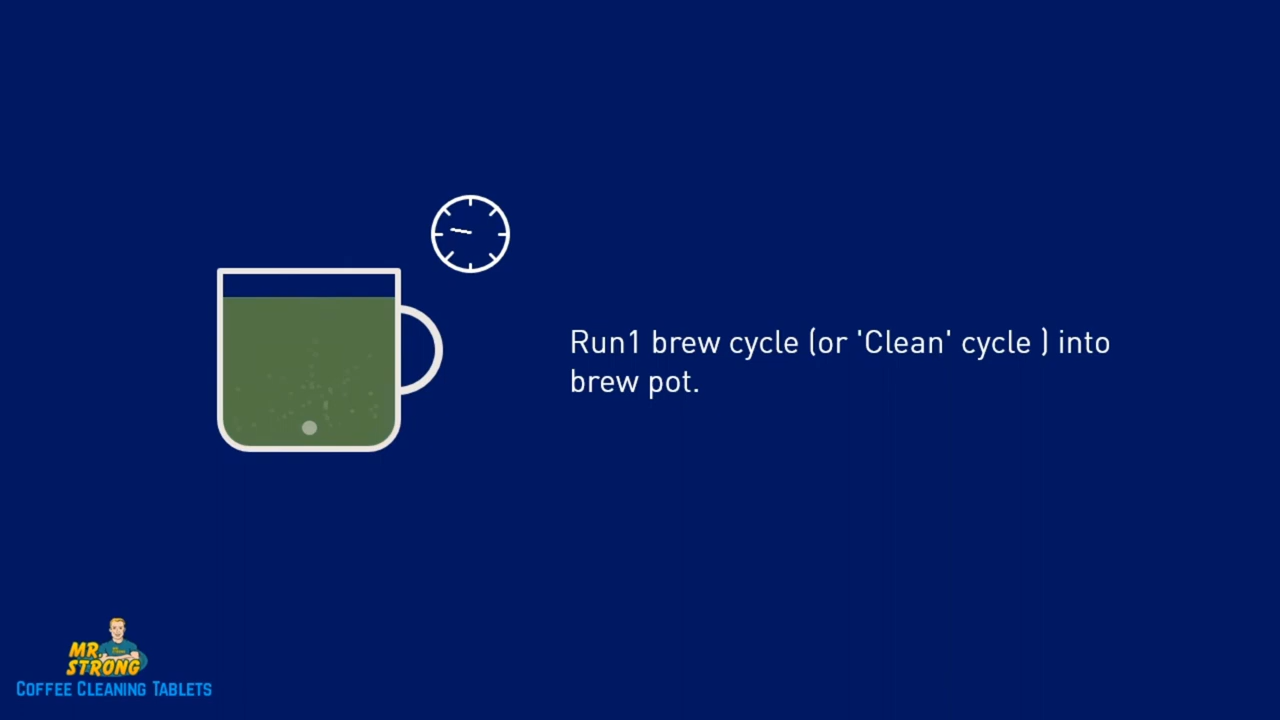 Run1 brew cycle (or 'Clean' cycle ) into
brew pot.
MR.
STRONG
COFFEE CLEANING TABLETS